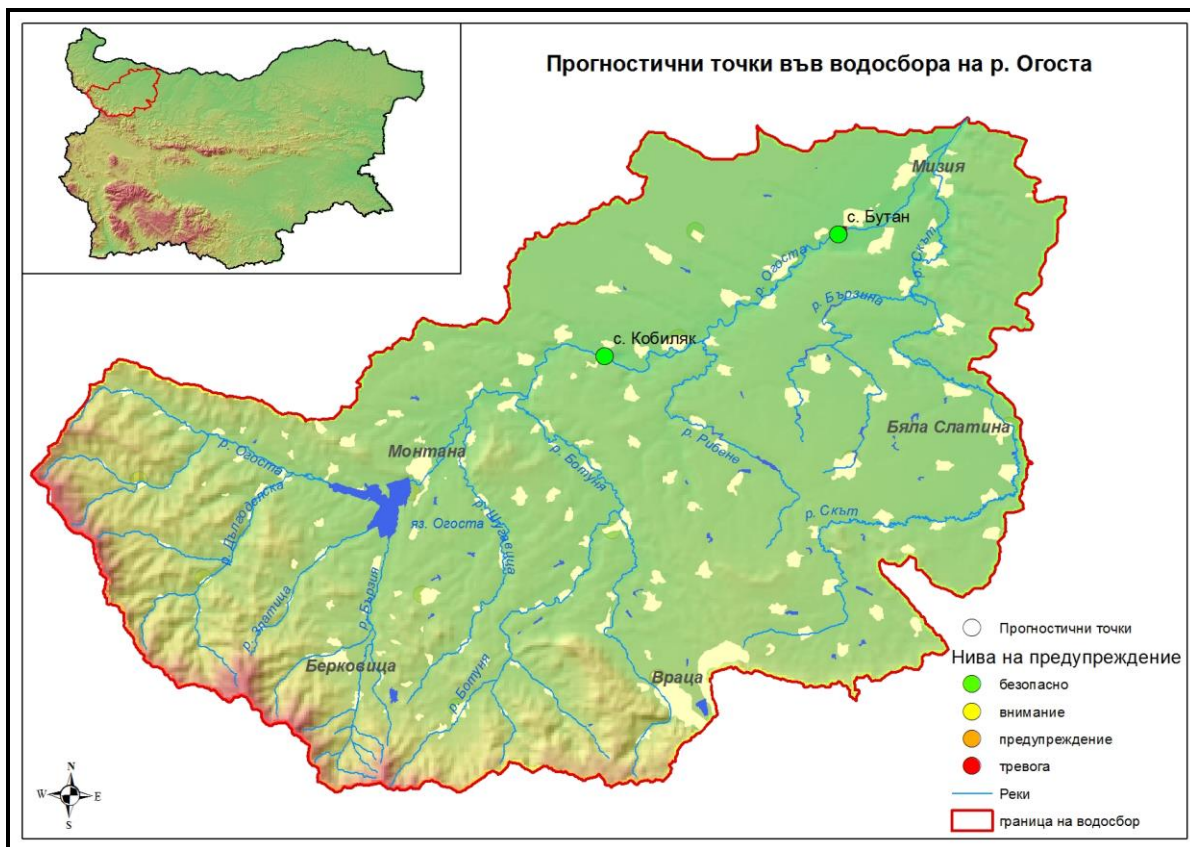 Прогностични точки във водосбора на р. Огоста
Мизия
с. Бутан
р. Скът
р. Огоста
р. Бързина
с. Кобиляк
Бяла Слатина
р. Рибене
Монтана
р. Ботуня
р. Огоста
р. Дългоделска
яз. Огоста
р. Шугавица
р. Скът
р. Златица
р. Бързия
Берковица
р. Ботуня
Враца
Прогностични точки
Нива на предупреждение
безопасно
внимание
предупреждение
тревога
Реки
граница на водосбор
N
W E
S